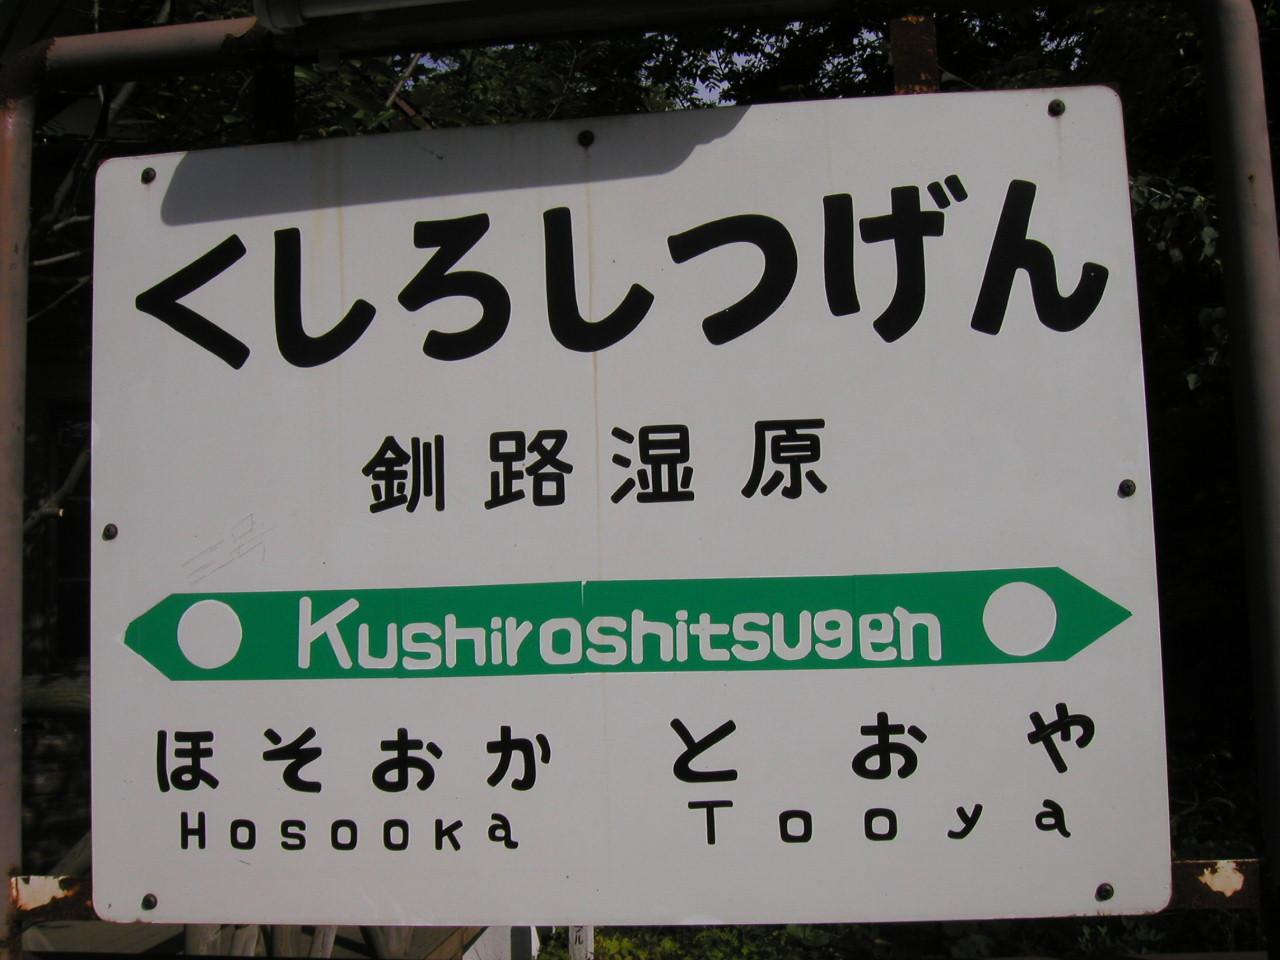 くしろしつげん
釧路湿原
Kushiroshitsugen
ほそおか とおや
Hosooka Tooya